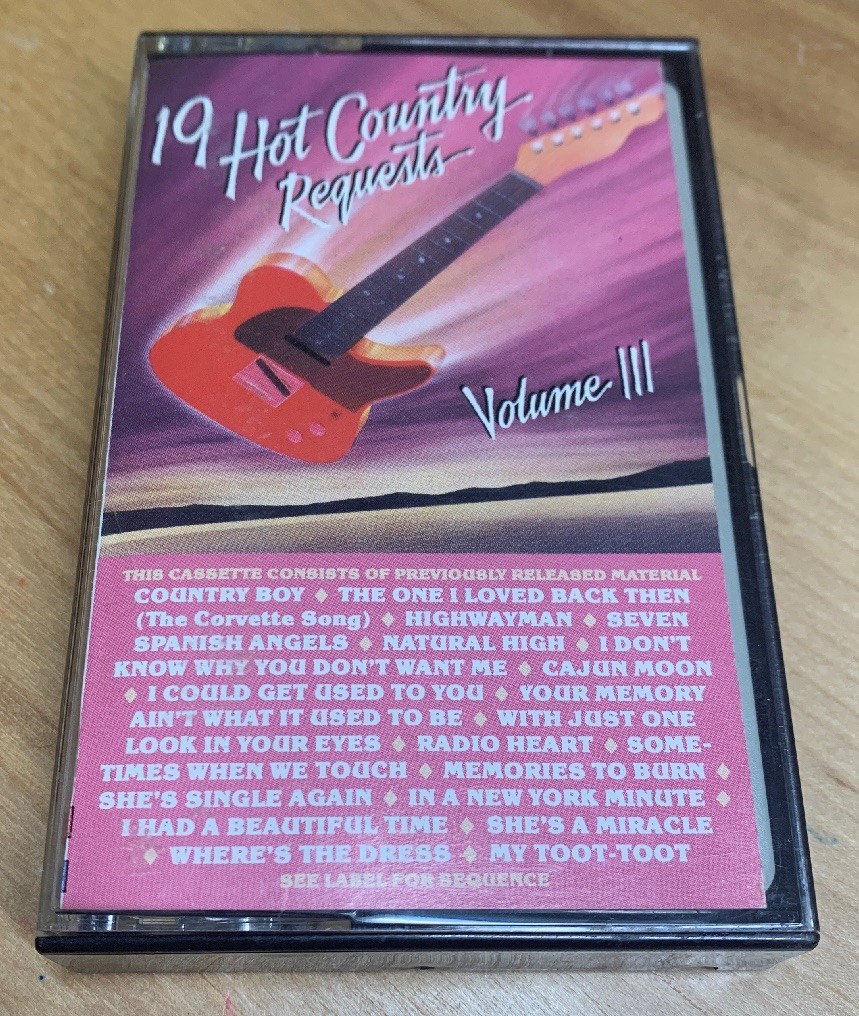 19 Hot Country
Requests
Volume III
THIS CASSETTE CONSISTS OF PREVIOUSLY RELEASED MATERIAL
COUNTRY BOY ♦ THE ONE I LOVED BACK THEN
(The Corvette Song) ♦ HIGHWAYMAN ♦ SEVEN
SPANISH ANGELS ♦ NATURAL HIGH ♦ I DON'T
KNOW WHY YOU DON'T WANT ME ♦ CAJUN MOON
♦ I COULD GET USED TO YOU ♦ YOUR MEMORY
AIN'T WHAT IT USED TO BE ♦ WITH JUST ONE
LOOK IN YOUR EYES ♦ RADIO HEART ♦ SOME-
TIMES WHEN WE TOUCH ♦ MEMORIES TO BURN ♦
SHE'S SINGLE AGAIN ♦ IN A NEW YORK MINUTE ♦
I HAD A BEAUTIFUL TIME ♦ SHE'S A MIRACLE
♦ WHERE'S THE DRESS ♦ MY TOOT-TOOT
SEE LABEL FOR SEQUENCE